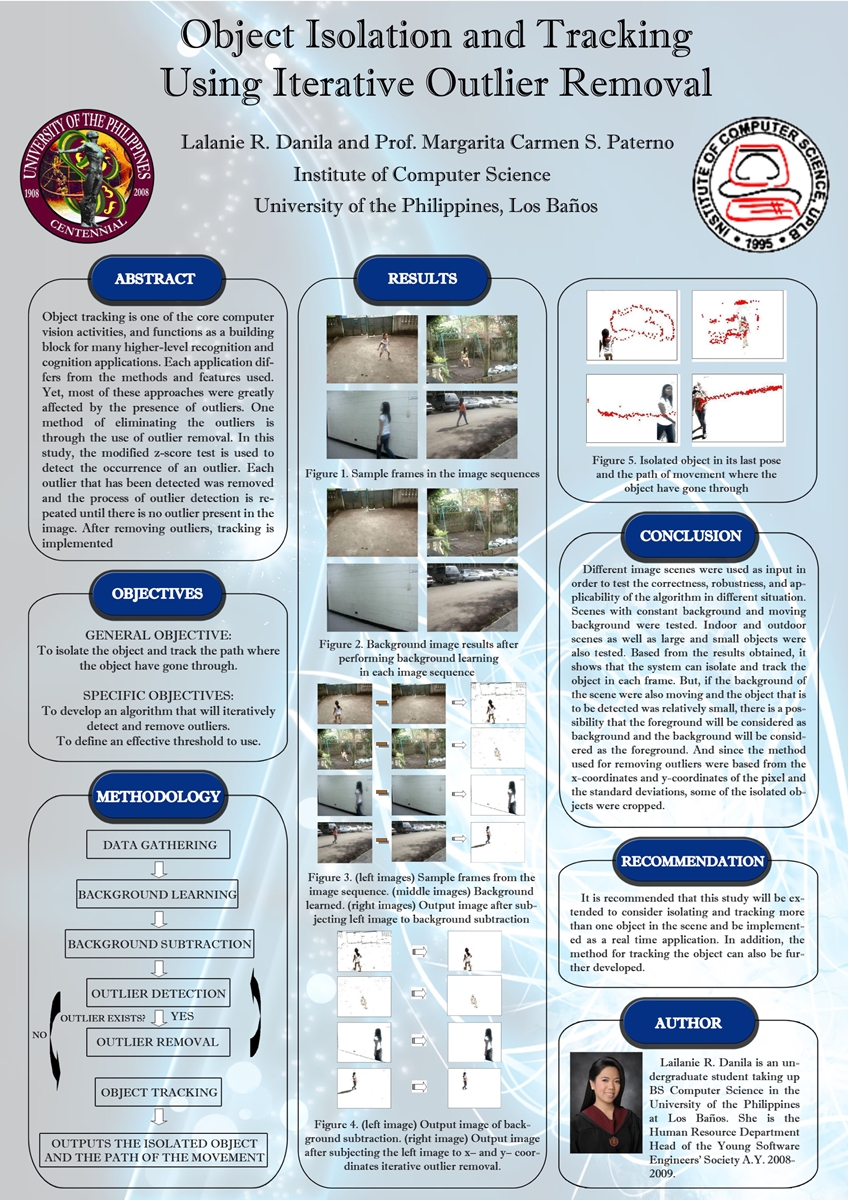 Object Isolation and Tracking
Using Iterative Outlier Removal
Lalanie R. Danila and Prof. Margarita Carmen S. Paterno
Institute of Computer Science
University of the Philippines, Los Baños
UNIVERSITY OF THE PHILIPPINES
1908
2008
CENTENNIAL
INSTITUTE OF COMPUTER SCIENCE, UPLB
1995
ABSTRACT
Object tracking is one of the core computer
vision activities, and functions as a building
block for many higher-level recognition and
cognition applications. Each application dif-
fers from the methods and features used.
Yet, most of these approaches were greatly
affected by the presence of outliers. One
method of eliminating the outliers is
through the use of outlier removal. In this
study, the modified z-score test is used to
detect the occurrence of an outlier. Each
outlier that has been detected was removed
and the process of outlier detection is re-
peated until there is no outlier present in the
image. After removing outliers, tracking is
implemented
OBJECTIVES
GENERAL OBJECTIVE:
To isolate the object and track the path where
the object have gone through.
SPECIFIC OBJECTIVES:
To develop an algorithm that will iteratively
detect and remove outliers.
To define an effective threshold to use.
METHODOLOGY
DATA GATHERING
BACKGROUND LEARNING
BACKGROUND SUBTRACTION
OUTLIER DETECTION
OUTLIER EXISTS? YES
NO
OUTLIER REMOVAL
OBJECT TRACKING
OUTPUTS THE ISOLATED OBJECT
AND THE PATH OF THE MOVEMENT
RESULTS
Figure 1. Sample frames in the image sequences
Figure 2. Background image results after
performing background learning
in each image sequence
Figure 3. (left images) Sample frames from the
image sequence. (middle images) Background
learned. (right images) Output image after sub-
jecting left image to background subtraction
Figure 4. (left image) Output image of back-
ground subtraction. (right image) Output image
after subjecting the left image to x– and y– coor-
dinates iterative outlier removal.
Figure 5. Isolated object in its last pose
and the path of movement where the
object have gone through
CONCLUSION
Different image scenes were used as input in
order to test the correctness, robustness, and ap-
plicability of the algorithm in different situation.
Scenes with constant background and moving
background were tested. Indoor and outdoor
scenes as well as large and small objects were
also tested. Based from the results obtained, it
shows that the system can isolate and track the
object in each frame. But, if the background of
the scene were also moving and the object that is
to be detected was relatively small, there is a pos-
sibility that the foreground will be considered as
background and the background will be consid-
ered as the foreground. And since the method
used for removing outliers were based from the
x-coordinates and y-coordinates of the pixel and
the standard deviations, some of the isolated ob-
jects were cropped.
RECOMMENDATION
It is recommended that this study will be ex-
tended to consider isolating and tracking more
than one object in the scene and be implement-
ed as a real time application. In addition, the
method for tracking the object can also be fur-
ther developed.
AUTHOR
Lailanie R. Danila is an un-
dergraduate student taking up
BS Computer Science in the
University of the Philippines
at Los Baños. She is the
Human Resource Department
Head of the Young Software
Engineers' Society A.Y. 2008-
2009.